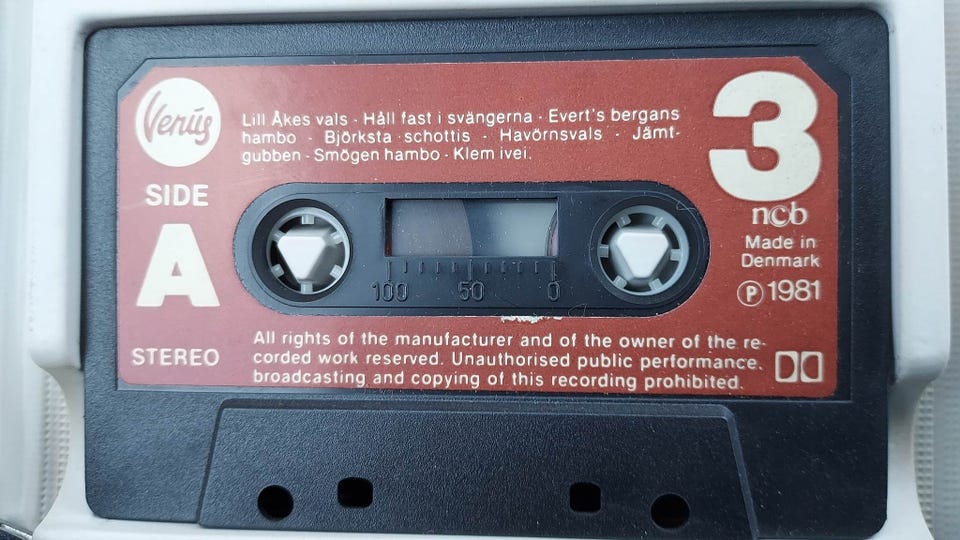 Venús
SIDE
A
STEREO
Lill Åkes vals · Håll fast i svängerna · Evert's bergans
hambo · Björksta schottis · Havörnsvals · Jämt-
gubben · Smögen hambo · Klem ivei.
3
ncb
Made in
Denmark
℗ 1981
100 50 0
All rights of the manufacturer and of the owner of the re-
corded work reserved. Unauthorised public performance.
broadcasting and copying of this recording prohibited.